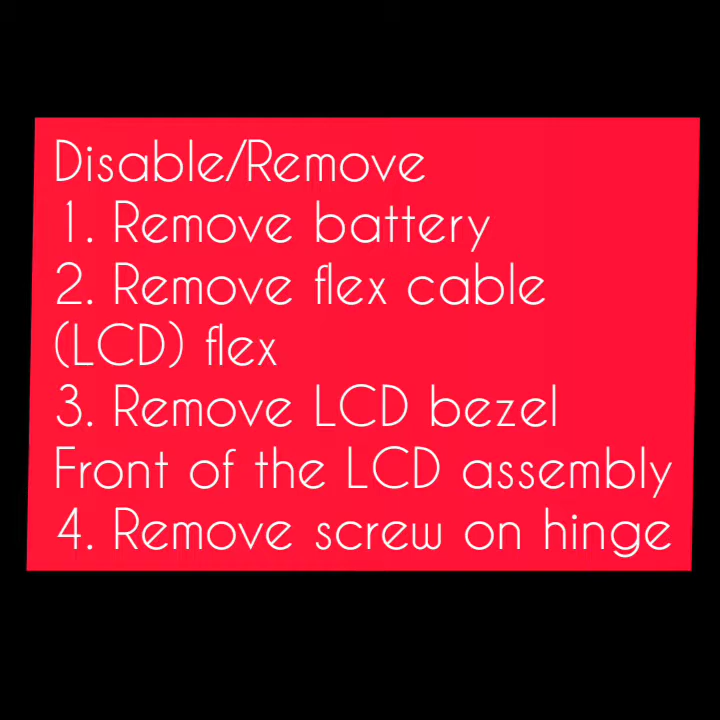 Disable/Remove
1. Remove battery
2. Remove flex cable
(LCD) flex
3. Remove LCD bezel
Front of the LCD assembly
4. Remove screw on hinge